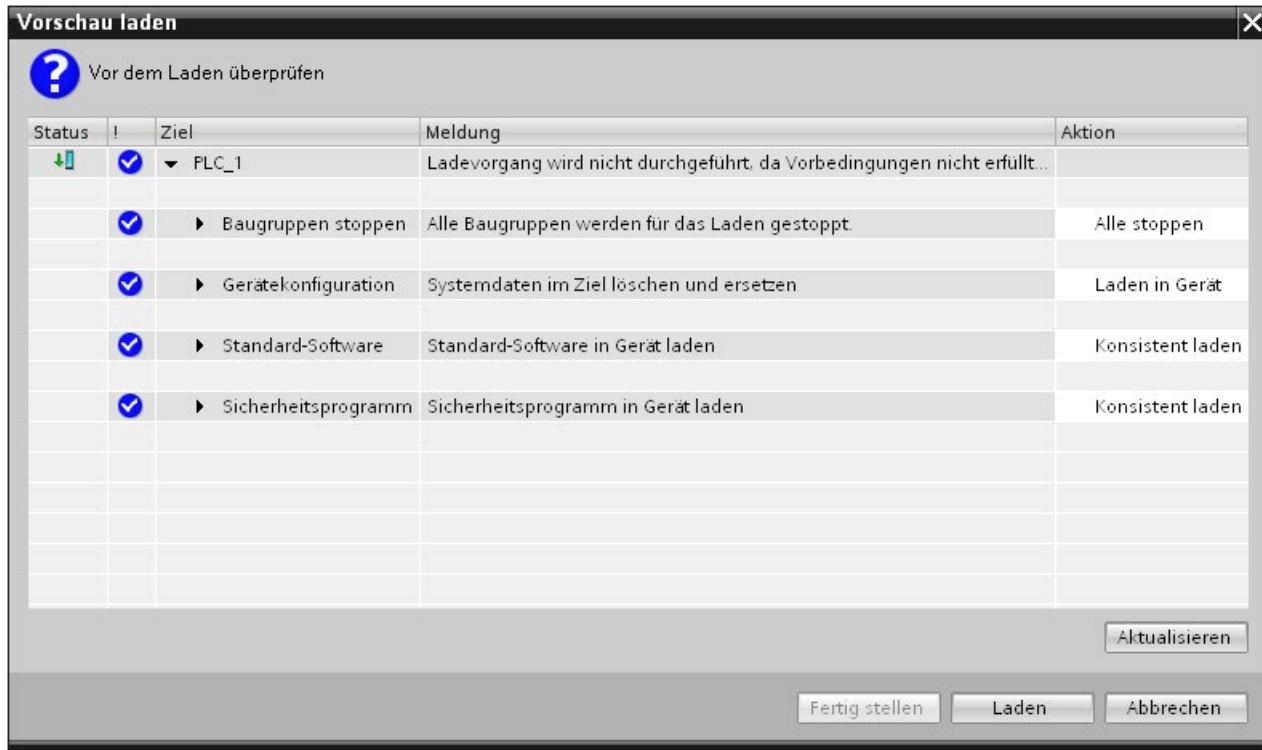 Vorschau laden
Vor dem Laden überprüfen
Status ! Ziel Meldung Aktion
PLC_1 Ladevorgang wird nicht durchgeführt, da Vorbedingungen nicht erfüllt...
Baugruppen stoppen Alle Baugruppen werden für das Laden gestoppt. Alle stoppen
Gerätekonfiguration Systemdaten im Ziel löschen und ersetzen Laden in Gerät
Standard-Software Standard-Software in Gerät laden Konsistent laden
Sicherheitsprogramm Sicherheitsprogramm in Gerät laden Konsistent laden
Aktualisieren
Fertig stellen Laden Abbrechen